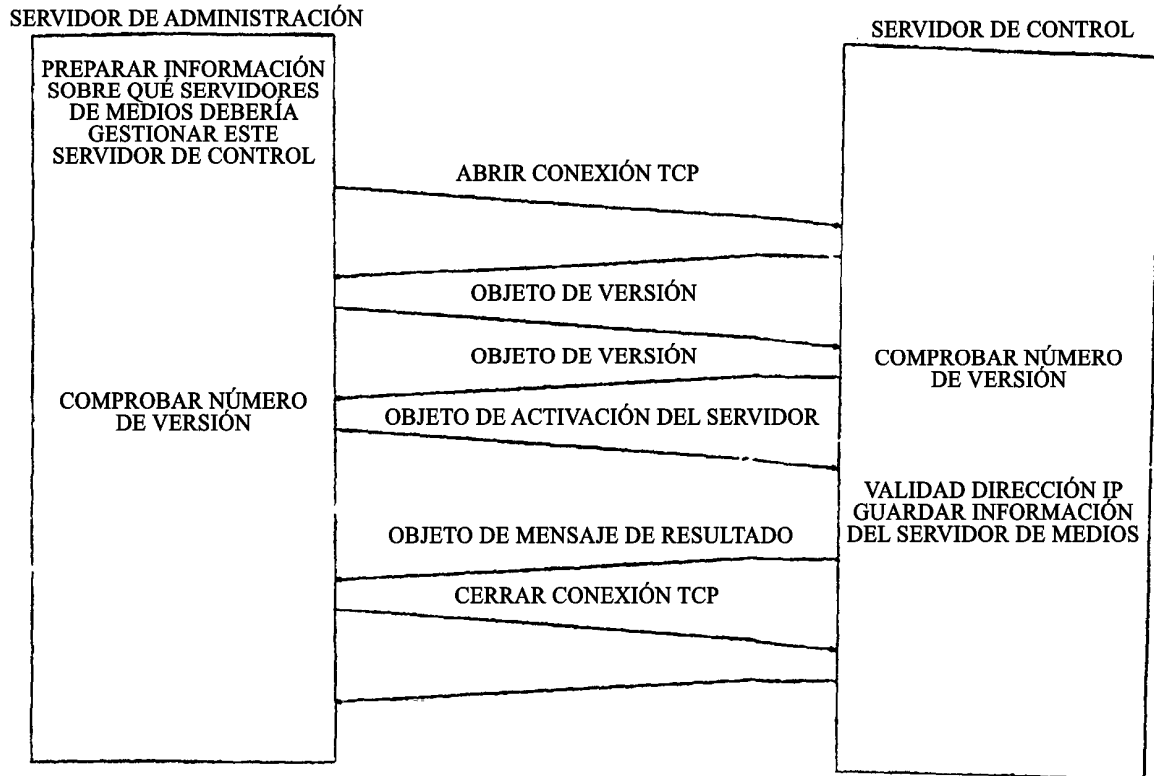 SERVIDOR DE ADMINISTRACIÓN
SERVIDOR DE CONTROL
PREPARAR INFORMACIÓN
SOBRE QUÉ SERVIDORES
DE MEDIOS DEBERÍA
GESTIONAR ESTE
SERVIDOR DE CONTROL
ABRIR CONEXIÓN TCP
OBJETO DE VERSIÓN
OBJETO DE VERSIÓN
COMPROBAR NÚMERO
DE VERSIÓN
COMPROBAR NÚMERO
DE VERSIÓN
OBJETO DE ACTIVACIÓN DEL SERVIDOR
VALIDAD DIRECCIÓN IP
GUARDAR INFORMACIÓN
DEL SERVIDOR DE MEDIOS
OBJETO DE MENSAJE DE RESULTADO
CERRAR CONEXIÓN TCP